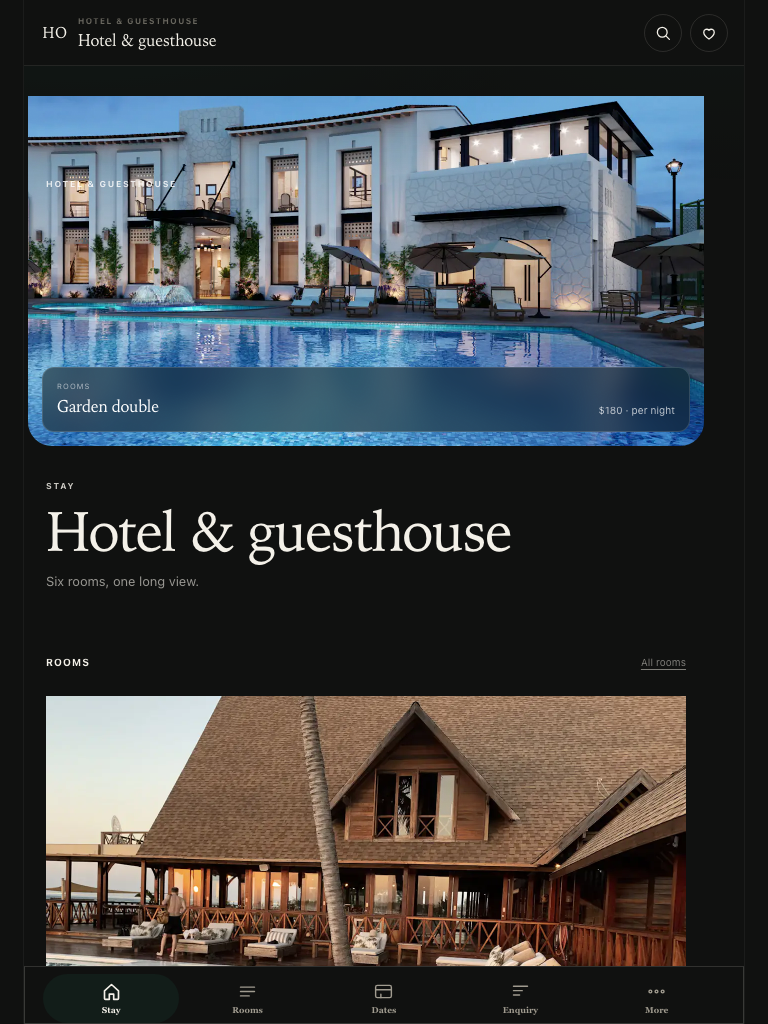 HO
HOTEL & GUESTHOUSE
Hotel & guesthouse
HOTEL & GUESTHOUSE
ROOMS
Garden double
$180 · per night
STAY
Hotel & guesthouse
Six rooms, one long view.
ROOMS
All rooms
Stay
Rooms
Dates
Enquiry
More